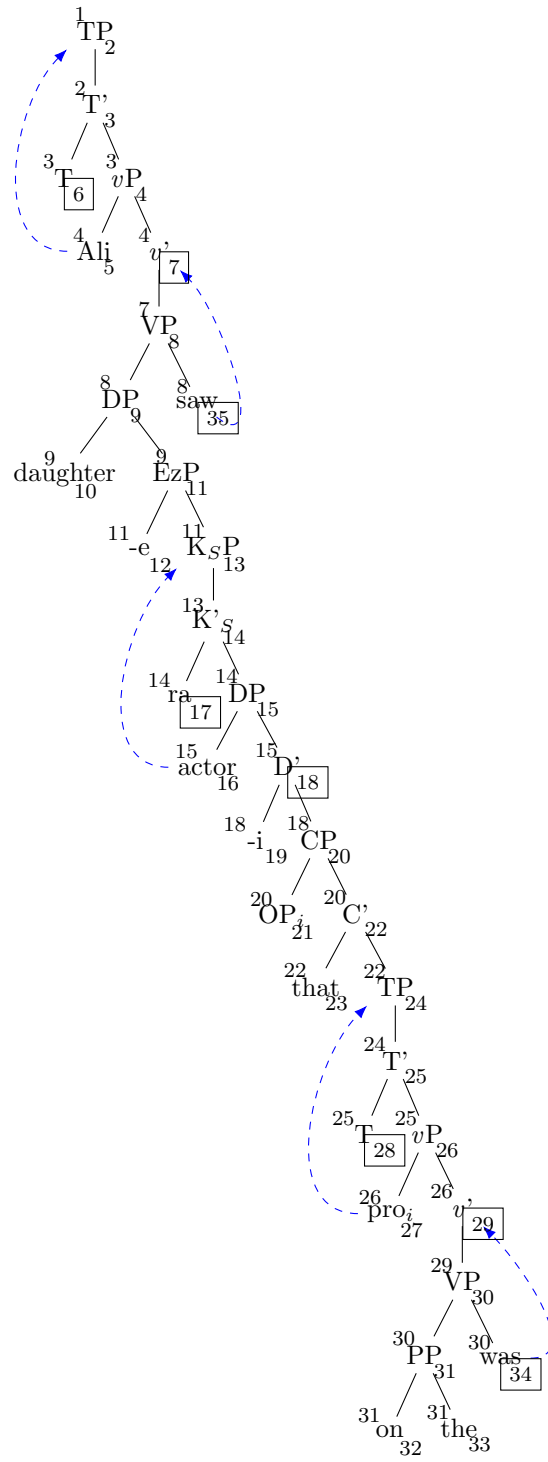 1 TP 2
2 T' 3
3 T 6 3 vP 4
4 Ali 5 4 v' 7
7 VP 8
8 DP 9 8 saw 35
9 daughter 10 9 EzP 11
11 -e 12 11 KSP 13
13 K'S 14
14 ra 17 14 DP 15
15 actor 16 15 D' 18
18 -i 19 18 CP 20
20 OPi 21 20 C' 22
22 that 23 22 TP 24
24 T' 25
25 T 28 25 vP 26
26 proi 27 26 v' 29
29 VP 30
30 PP 31 30 was 34
31 on 32 31 the 33